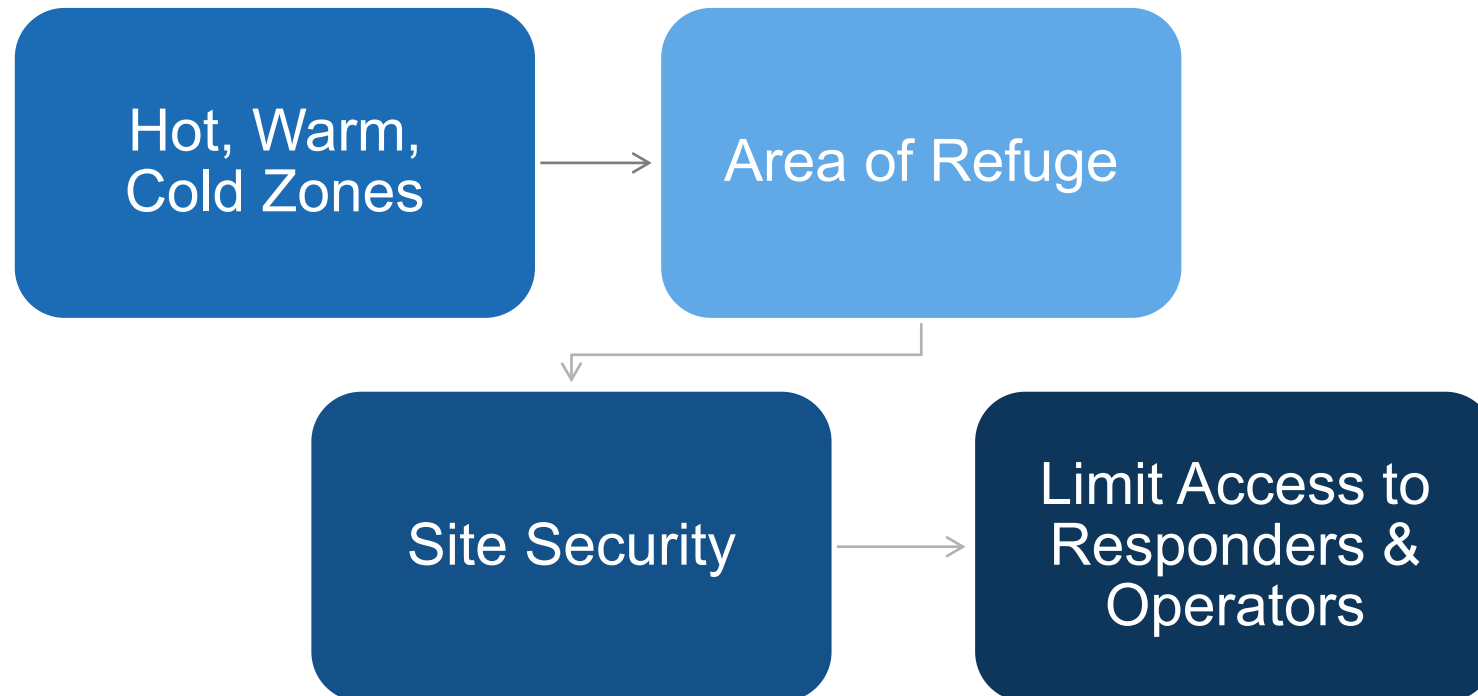 Hot, Warm,
Cold Zones
Area of Refuge
Site Security
Limit Access to
Responders &
Operators